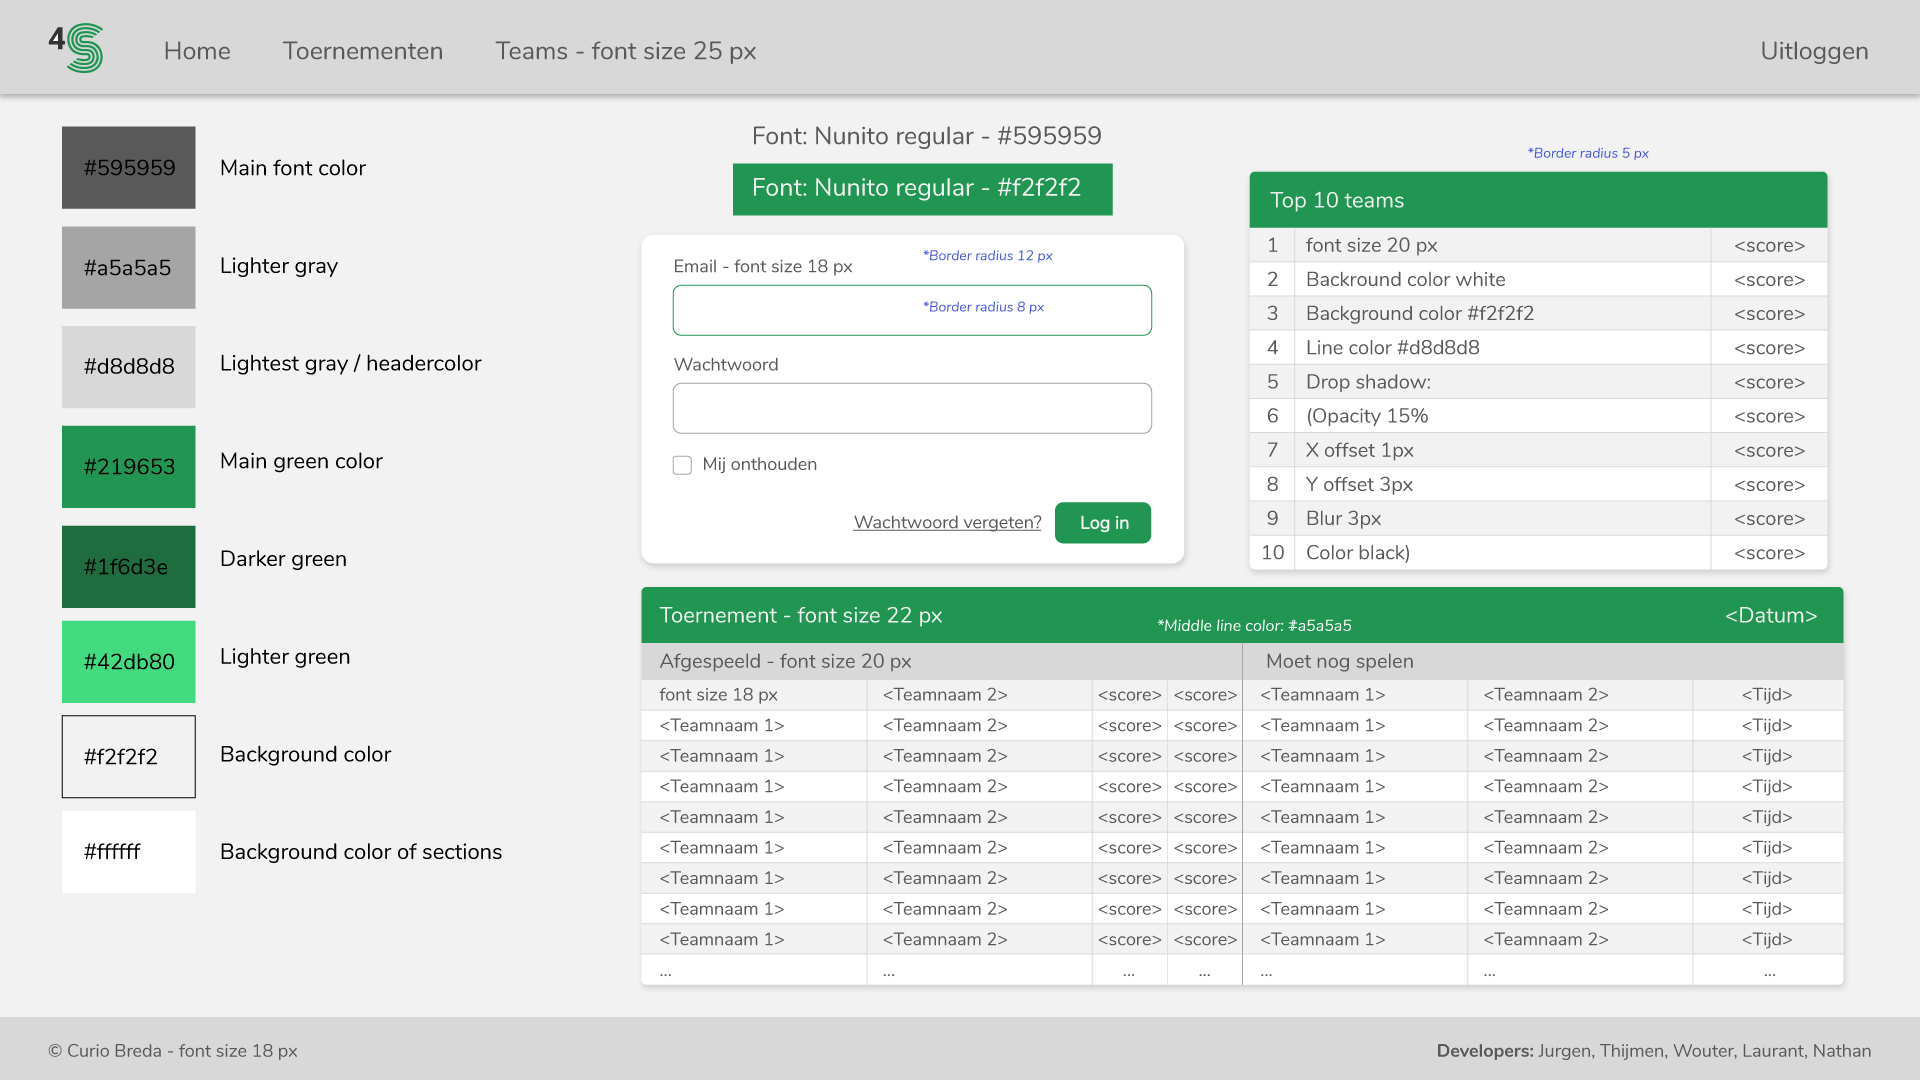 4S
Home
Toernementen
Teams - font size 25 px
Uitloggen
#595959
Main font color
#a5a5a5
Lighter gray
#d8d8d8
Lightest gray / headercolor
#219653
Main green color
#1f6d3e
Darker green
#42db80
Lighter green
#f2f2f2
Background color
#ffffff
Background color of sections
Font: Nunito regular - #595959
Font: Nunito regular - #f2f2f2
*Border radius 12 px
Email - font size 18 px
*Border radius 8 px
Wachtwoord
Mij onthouden
Wachtwoord vergeten?
Log in
*Border radius 5 px
Top 10 teams
1 font size 20 px <score>
2 Backround color white <score>
3 Background color #f2f2f2 <score>
4 Line color #d8d8d8 <score>
5 Drop shadow: <score>
6 (Opacity 15% <score>
7 X offset 1px <score>
8 Y offset 3px <score>
9 Blur 3px <score>
10 Color black) <score>
Toernement - font size 22 px *Middle line color: #a5a5a5 <Datum>
Afgespeeld - font size 20 px Moet nog spelen
font size 18 px <Teamnaam 2> <score> <score> <Teamnaam 1> <Teamnaam 2> <Tijd>
<Teamnaam 1> <Teamnaam 2> <score> <score> <Teamnaam 1> <Teamnaam 2> <Tijd>
<Teamnaam 1> <Teamnaam 2> <score> <score> <Teamnaam 1> <Teamnaam 2> <Tijd>
<Teamnaam 1> <Teamnaam 2> <score> <score> <Teamnaam 1> <Teamnaam 2> <Tijd>
<Teamnaam 1> <Teamnaam 2> <score> <score> <Teamnaam 1> <Teamnaam 2> <Tijd>
<Teamnaam 1> <Teamnaam 2> <score> <score> <Teamnaam 1> <Teamnaam 2> <Tijd>
<Teamnaam 1> <Teamnaam 2> <score> <score> <Teamnaam 1> <Teamnaam 2> <Tijd>
<Teamnaam 1> <Teamnaam 2> <score> <score> <Teamnaam 1> <Teamnaam 2> <Tijd>
<Teamnaam 1> <Teamnaam 2> <score> <score> <Teamnaam 1> <Teamnaam 2> <Tijd>
... ... ... ... ... ... ...
© Curio Breda - font size 18 px
Developers: Jurgen, Thijmen, Wouter, Laurant, Nathan